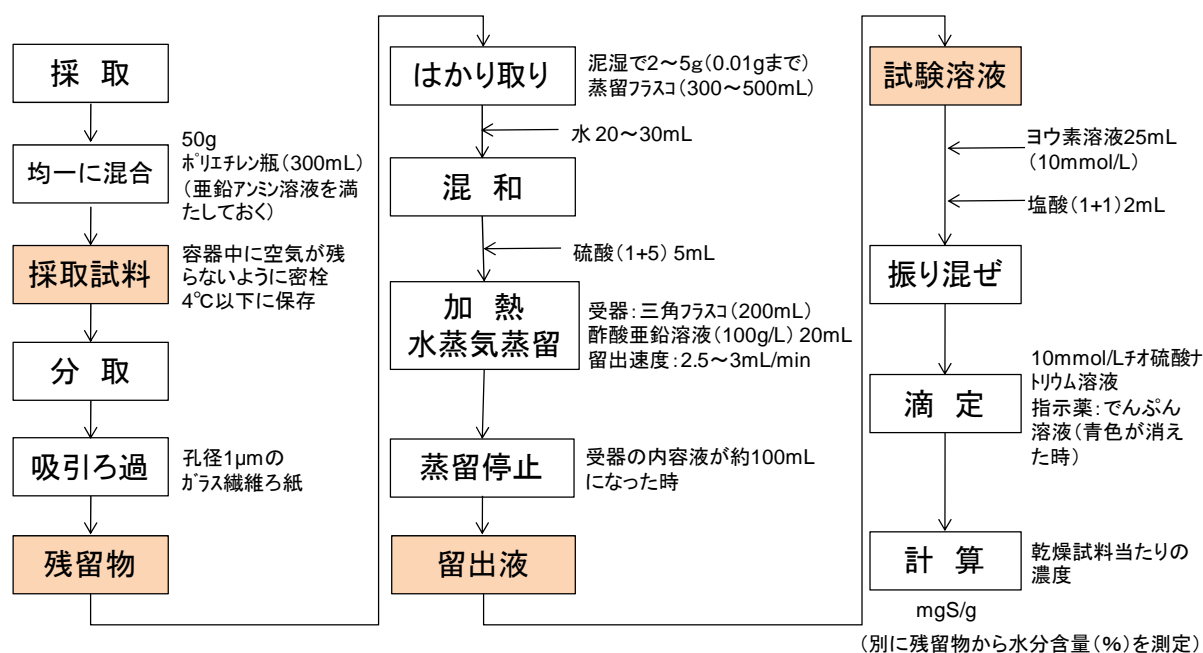 採 取
均一に混合
50g
ポリエチレン瓶(300mL)
(亜鉛アンミン溶液を満
たしておく)
採取試料
容器中に空気が残
らないように密栓
4℃以下に保存
分 取
吸引ろ過
孔径1μmの
ガラス繊維ろ紙
残留物
はかり取り
泥湿で2~5g(0.01gまで)
蒸留フラスコ(300~500mL)
水 20~30mL
混 和
硫酸(1+5) 5mL
加 熱
水蒸気蒸留
受器:三角フラスコ(200mL)
酢酸亜鉛溶液(100g/L) 20mL
留出速度:2.5~3mL/min
蒸留停止
受器の内容液が約100mL
になった時
留出液
試験溶液
ヨウ素溶液25mL
(10mmol/L)
塩酸(1+1)2mL
振り混ぜ
滴 定
10mmol/Lチオ硫酸ナ
トリウム溶液
指示薬:でんぷん
溶液(青色が消え
た時)
計 算
乾燥試料当たりの
濃度
mgS/g
(別に残留物から水分含量(%)を測定)